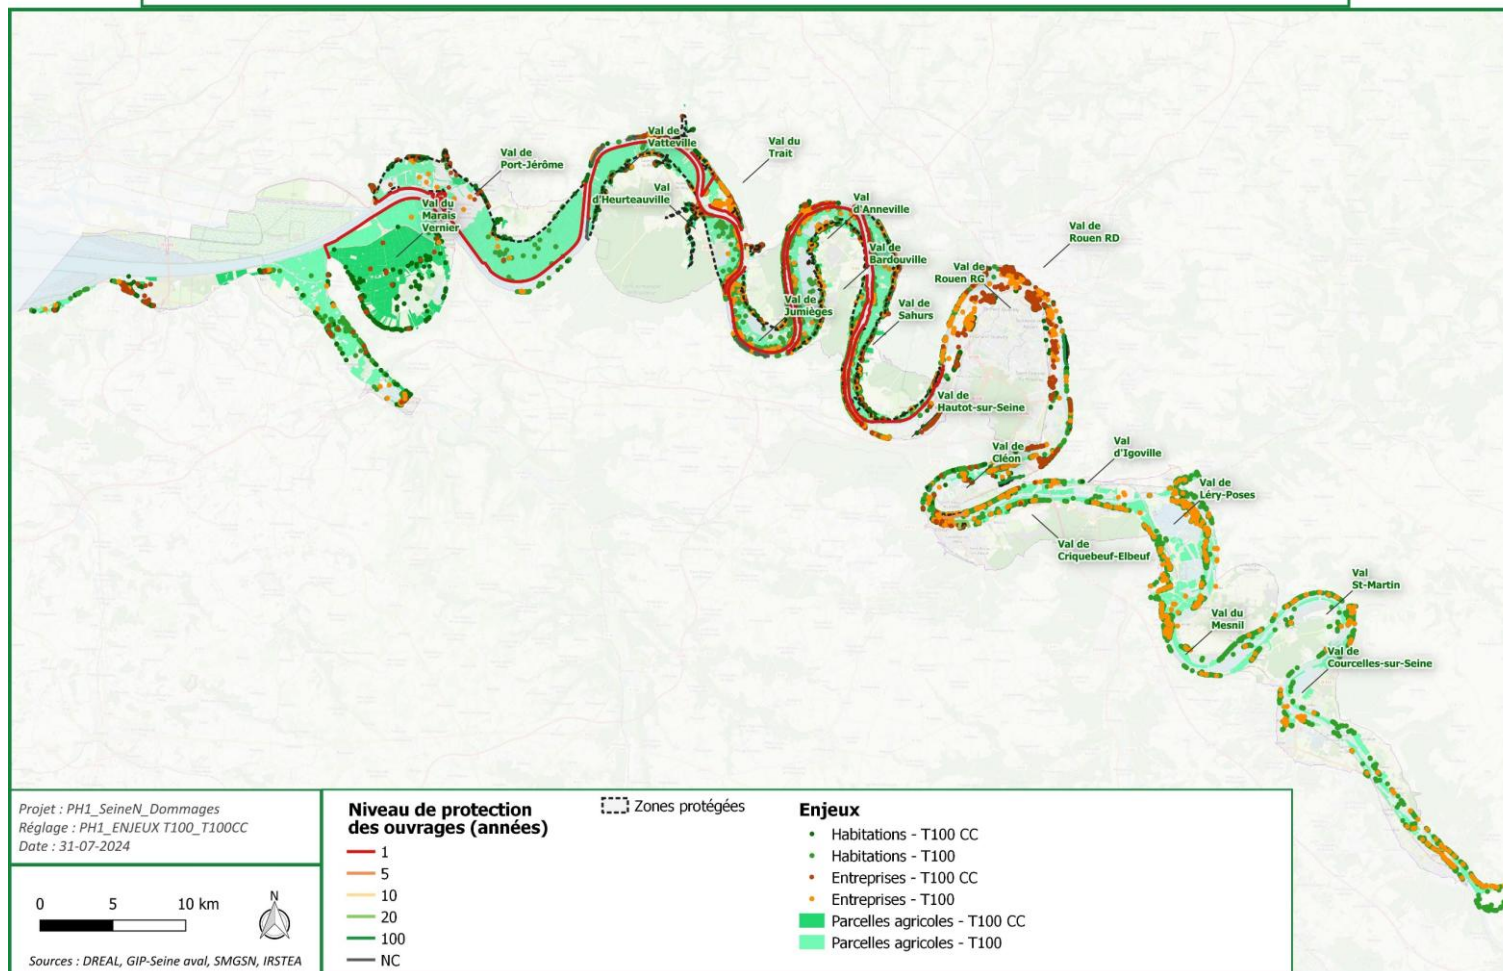 Val de
Vatteville
Val du
Trait
Val de
Port-Jérôme
Val
d'Heurteauville
Val
d'Anneville
Val du
Marais
Vernier
Val de
Rouen RD
Val de
Bardouville
Val de
Rouen RG
Val de
Jumièges
Val de
Sahurs
Val de
Hautot-sur-Seine
Val de
Cléon
Val
d'Igoville
Val de
Léry-Poses
Val de
Criquebeuf-Elbeuf
Val
St-Martin
Val du
Mesnil
Val de
Courcelles-sur-Seine
Projet : PH1_SeineN_Dommages
Réglage : PH1_ENJEUX T100_T100CC
Date : 31-07-2024
0 5 10 km
N
Sources : DREAL, GIP-Seine aval, SMGSN, IRSTEA
Niveau de protection
des ouvrages (années)
1
5
10
20
100
NC
Zones protégées
Enjeux
Habitations - T100 CC
Habitations - T100
Entreprises - T100 CC
Entreprises - T100
Parcelles agricoles - T100 CC
Parcelles agricoles - T100